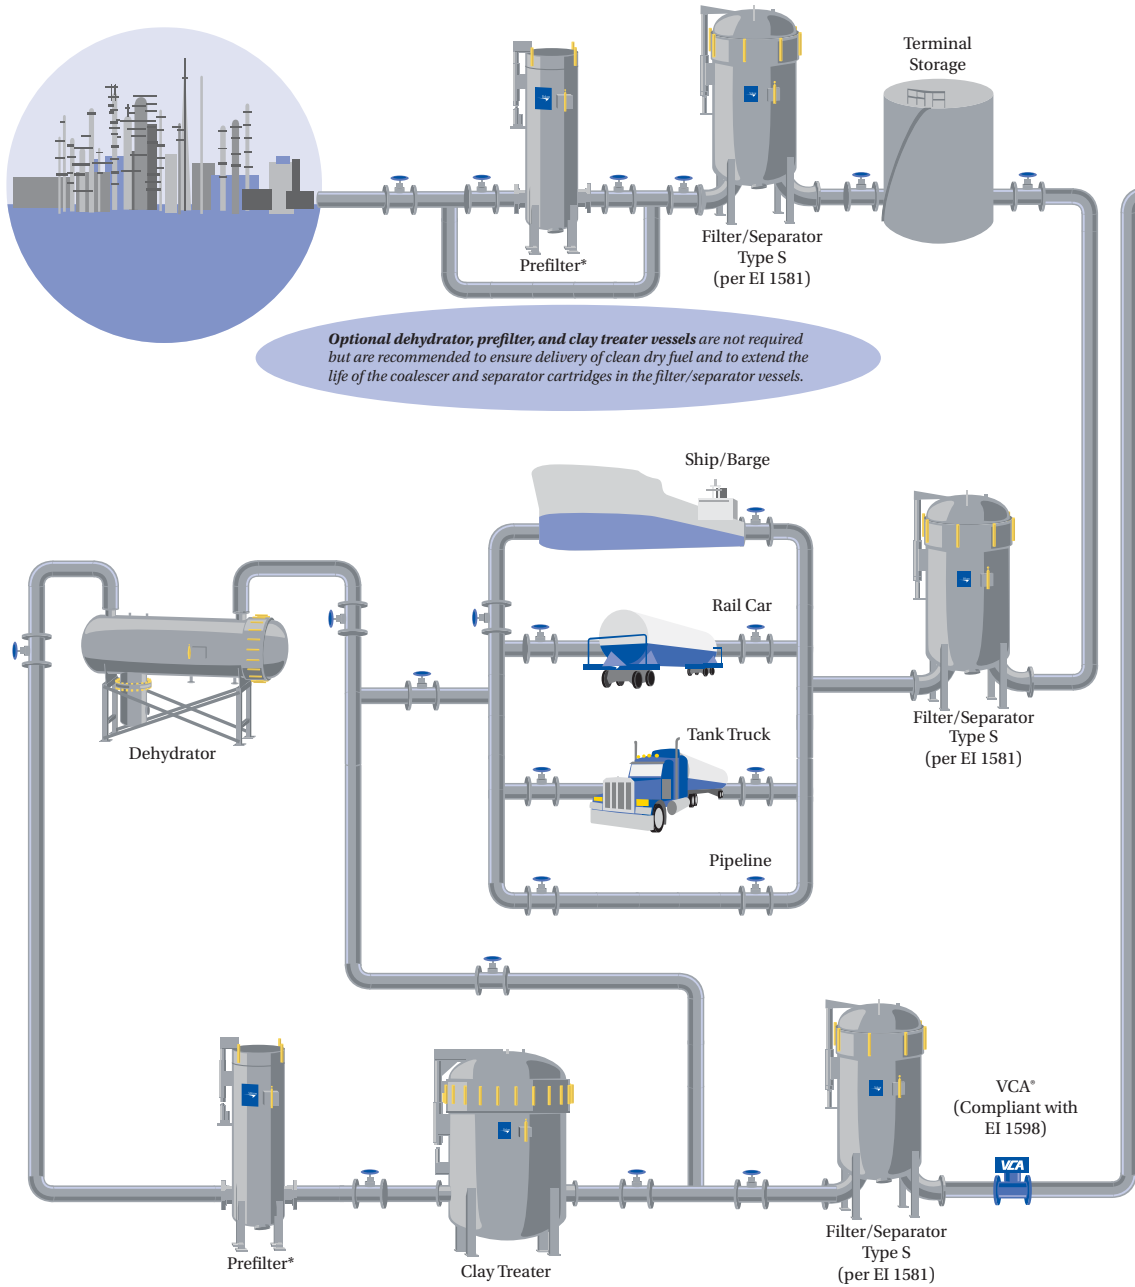 Terminal
Storage
Filter/Separator
Type S
(per EI 1581)
Prefilter*
Optional dehydrator, prefilter, and clay treater vessels are not required
but are recommended to ensure delivery of clean dry fuel and to extend the
life of the coalescer and separator cartridges in the filter/separator vessels.
Ship/Barge
Rail Car
Filter/Separator
Type S
(per EI 1581)
Tank Truck
Dehydrator
Pipeline
VCA®
(Compliant with
EI 1598)
VCA
Filter/Separator
Type S
(per EI 1581)
Prefilter*
Clay Treater